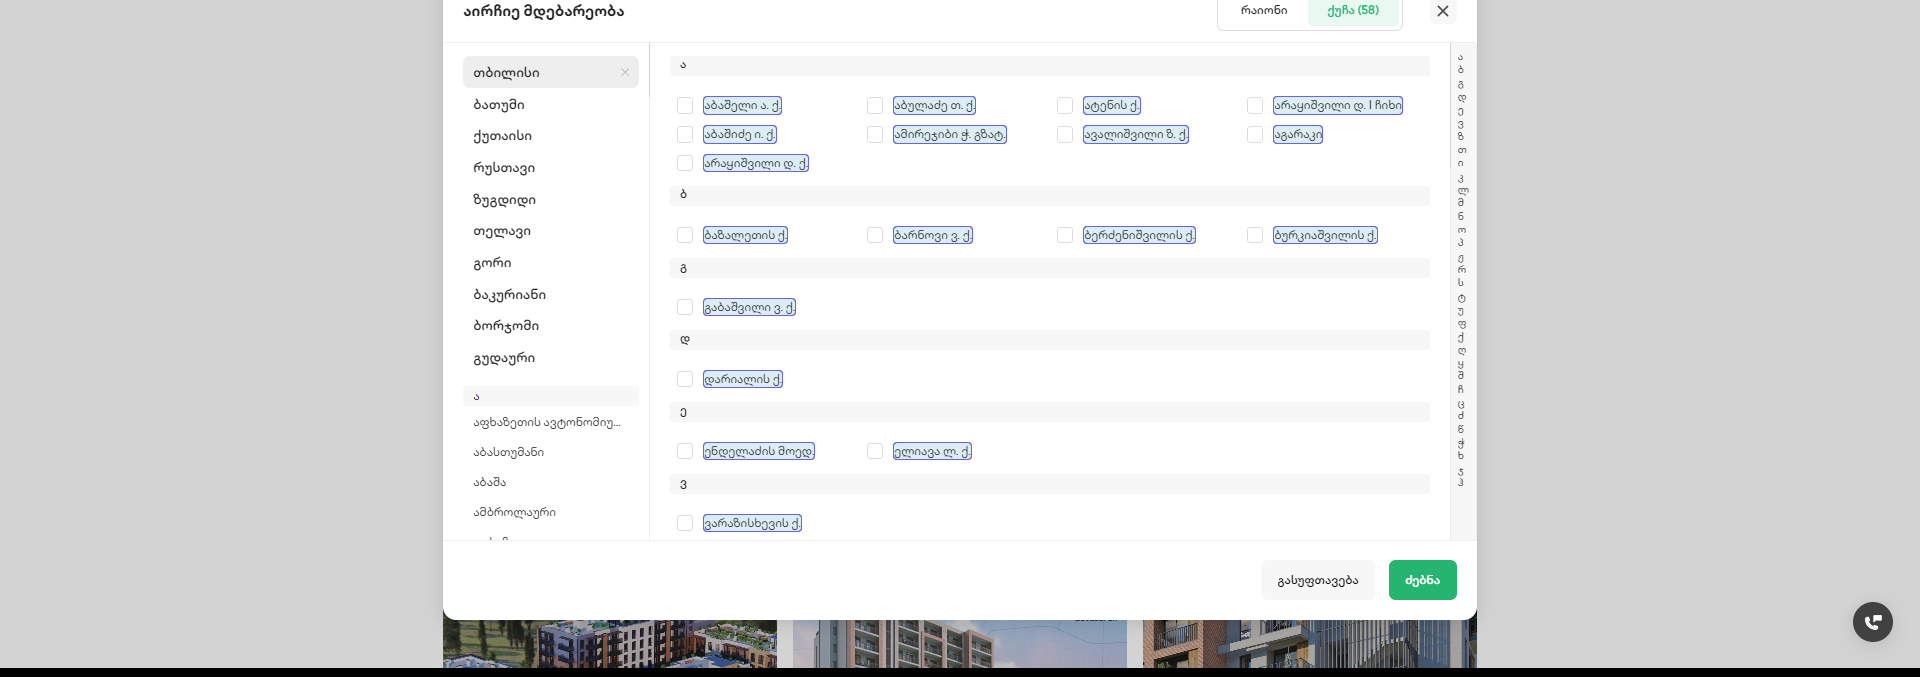 აირჩიე მდებარეობა
რაიონი
ქუჩა (58)
თბილისი
ბათუმი
ქუთაისი
რუსთავი
ზუგდიდი
თელავი
გორი
ბაკურიანი
ბორჯომი
გუდაური
ა
აფხაზეთის ავტონომიუ...
აბასთუმანი
აბაშა
ამბროლაური
ა
აბაშელი ა. ქ.
აბულაძე თ. ქ.
ატენის ქ.
არაყიშვილი დ. I ჩიხი
აბაშიძე ი. ქ.
ამირეჯიბი ჭ. გზატ.
ავალიშვილი ზ. ქ.
აგარაკი
არაყიშვილი დ. ქ.
ბ
ბაზალეთის ქ.
ბარნოვი ვ. ქ.
ბერძენიშვილის ქ.
ბურკიაშვილის ქ.
გ
გაბაშვილი ვ. ქ.
დ
დარიალის ქ.
ე
ენდელაძის მოედ.
ელიავა ლ. ქ.
ვ
ვარაზისხევის ქ.
ა
ბ
გ
დ
ე
ვ
ზ
თ
ი
კ
ლ
მ
ნ
ო
პ
ჟ
რ
ს
ტ
უ
ფ
ქ
ღ
ყ
შ
ჩ
ც
ძ
წ
ჭ
ხ
ჯ
ჰ
გასუფთავება
ძებნა